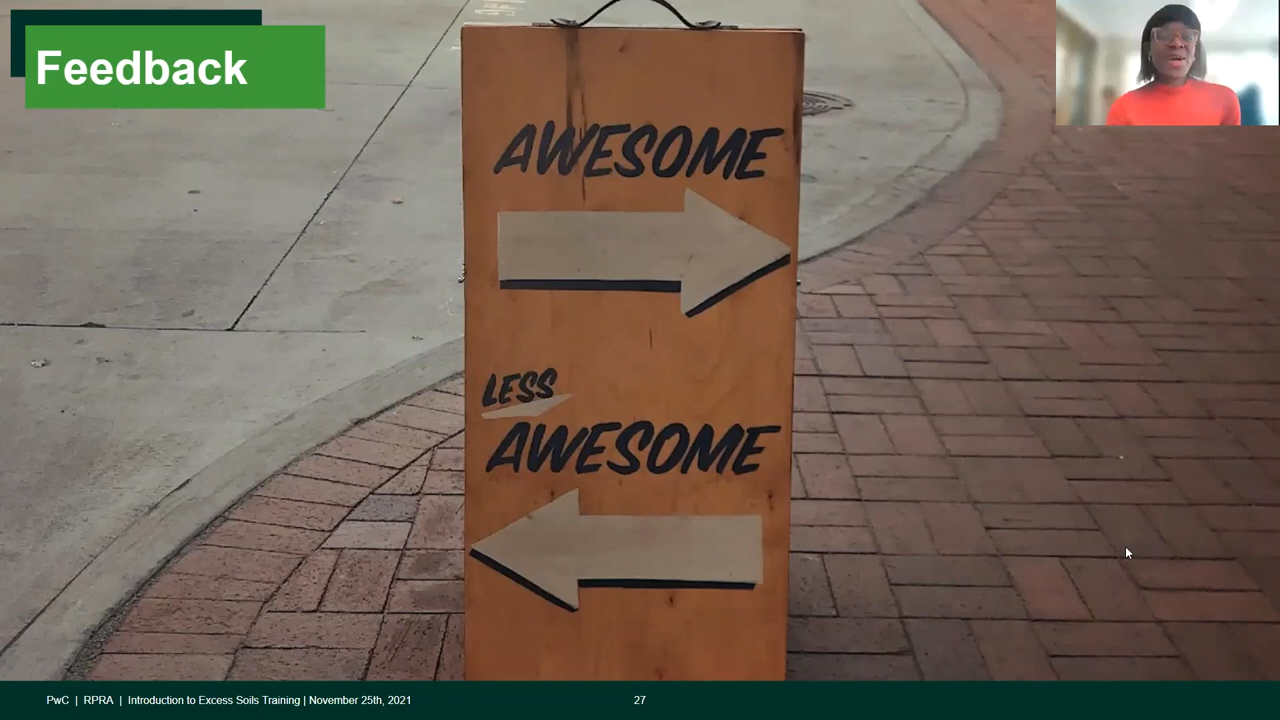 Feedback
AWESOME
LESS
AWESOME
PwC | RPRA | Introduction to Excess Soils Training | November 25th, 2021
27